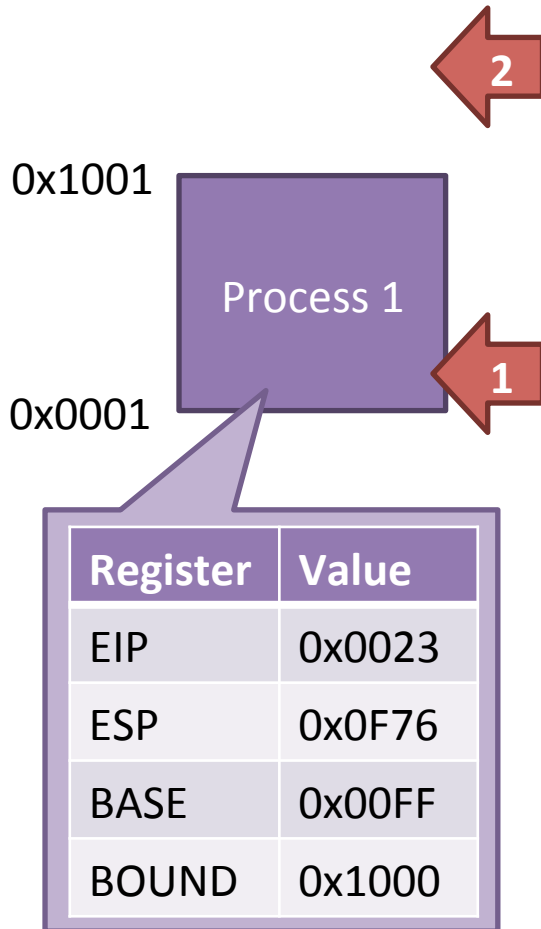 2
0x1001
Process 1
1
0x0001
Register Value
EIP 0x0023
ESP 0x0F76
BASE 0x00FF
BOUND 0x1000